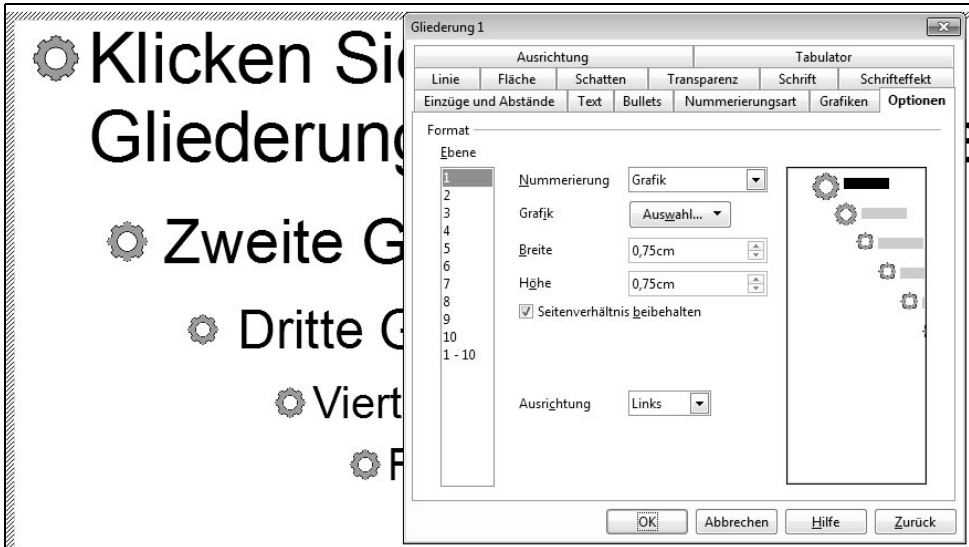 Klicken Si
Gliederun
Zweite G
Dritte G
Viert
F
Gliederung 1
Ausrichtung Tabulator
Linie Fläche Schatten Transparenz Schrift Schrifteffekt
Einzüge und Abstände Text Bullets Nummerierungsart Grafiken Optionen
Format
Ebene
1
2
3
4
5
6
7
8
9
10
1 - 10
Nummerierung Grafik
Grafik Auswahl...
Breite 0,75cm
Höhe 0,75cm
Seitenverhältnis beibehalten
Ausrichtung Links
OK Abbrechen Hilfe Zurück